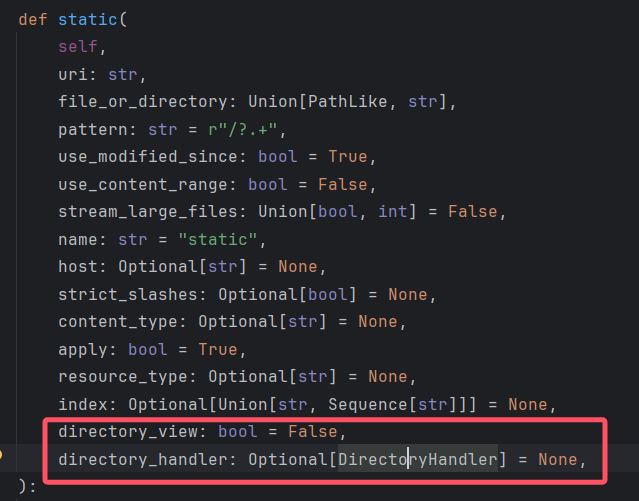 def static(
self,
uri: str,
file_or_directory: Union[PathLike, str],
pattern: str = r"/?.+",
use_modified_since: bool = True,
use_content_range: bool = False,
stream_large_files: Union[bool, int] = False,
name: str = "static",
host: Optional[str] = None,
strict_slashes: Optional[bool] = None,
content_type: Optional[str] = None,
apply: bool = True,
resource_type: Optional[str] = None,
index: Optional[Union[str, Sequence[str]]] = None,
directory_view: bool = False,
directory_handler: Optional[DirectoryHandler] = None,
):